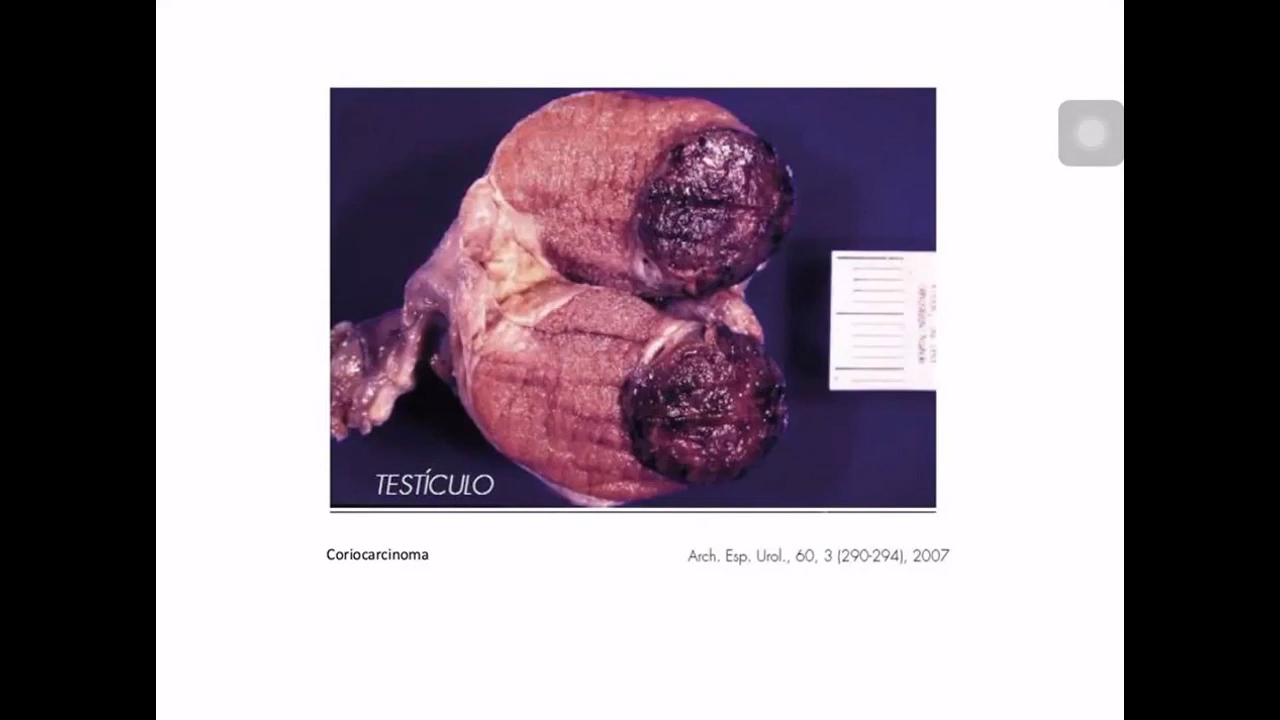 TESTÍCULO
Coriocarcinoma
Arch. Esp. Urol., 60, 3 (290-294), 2007